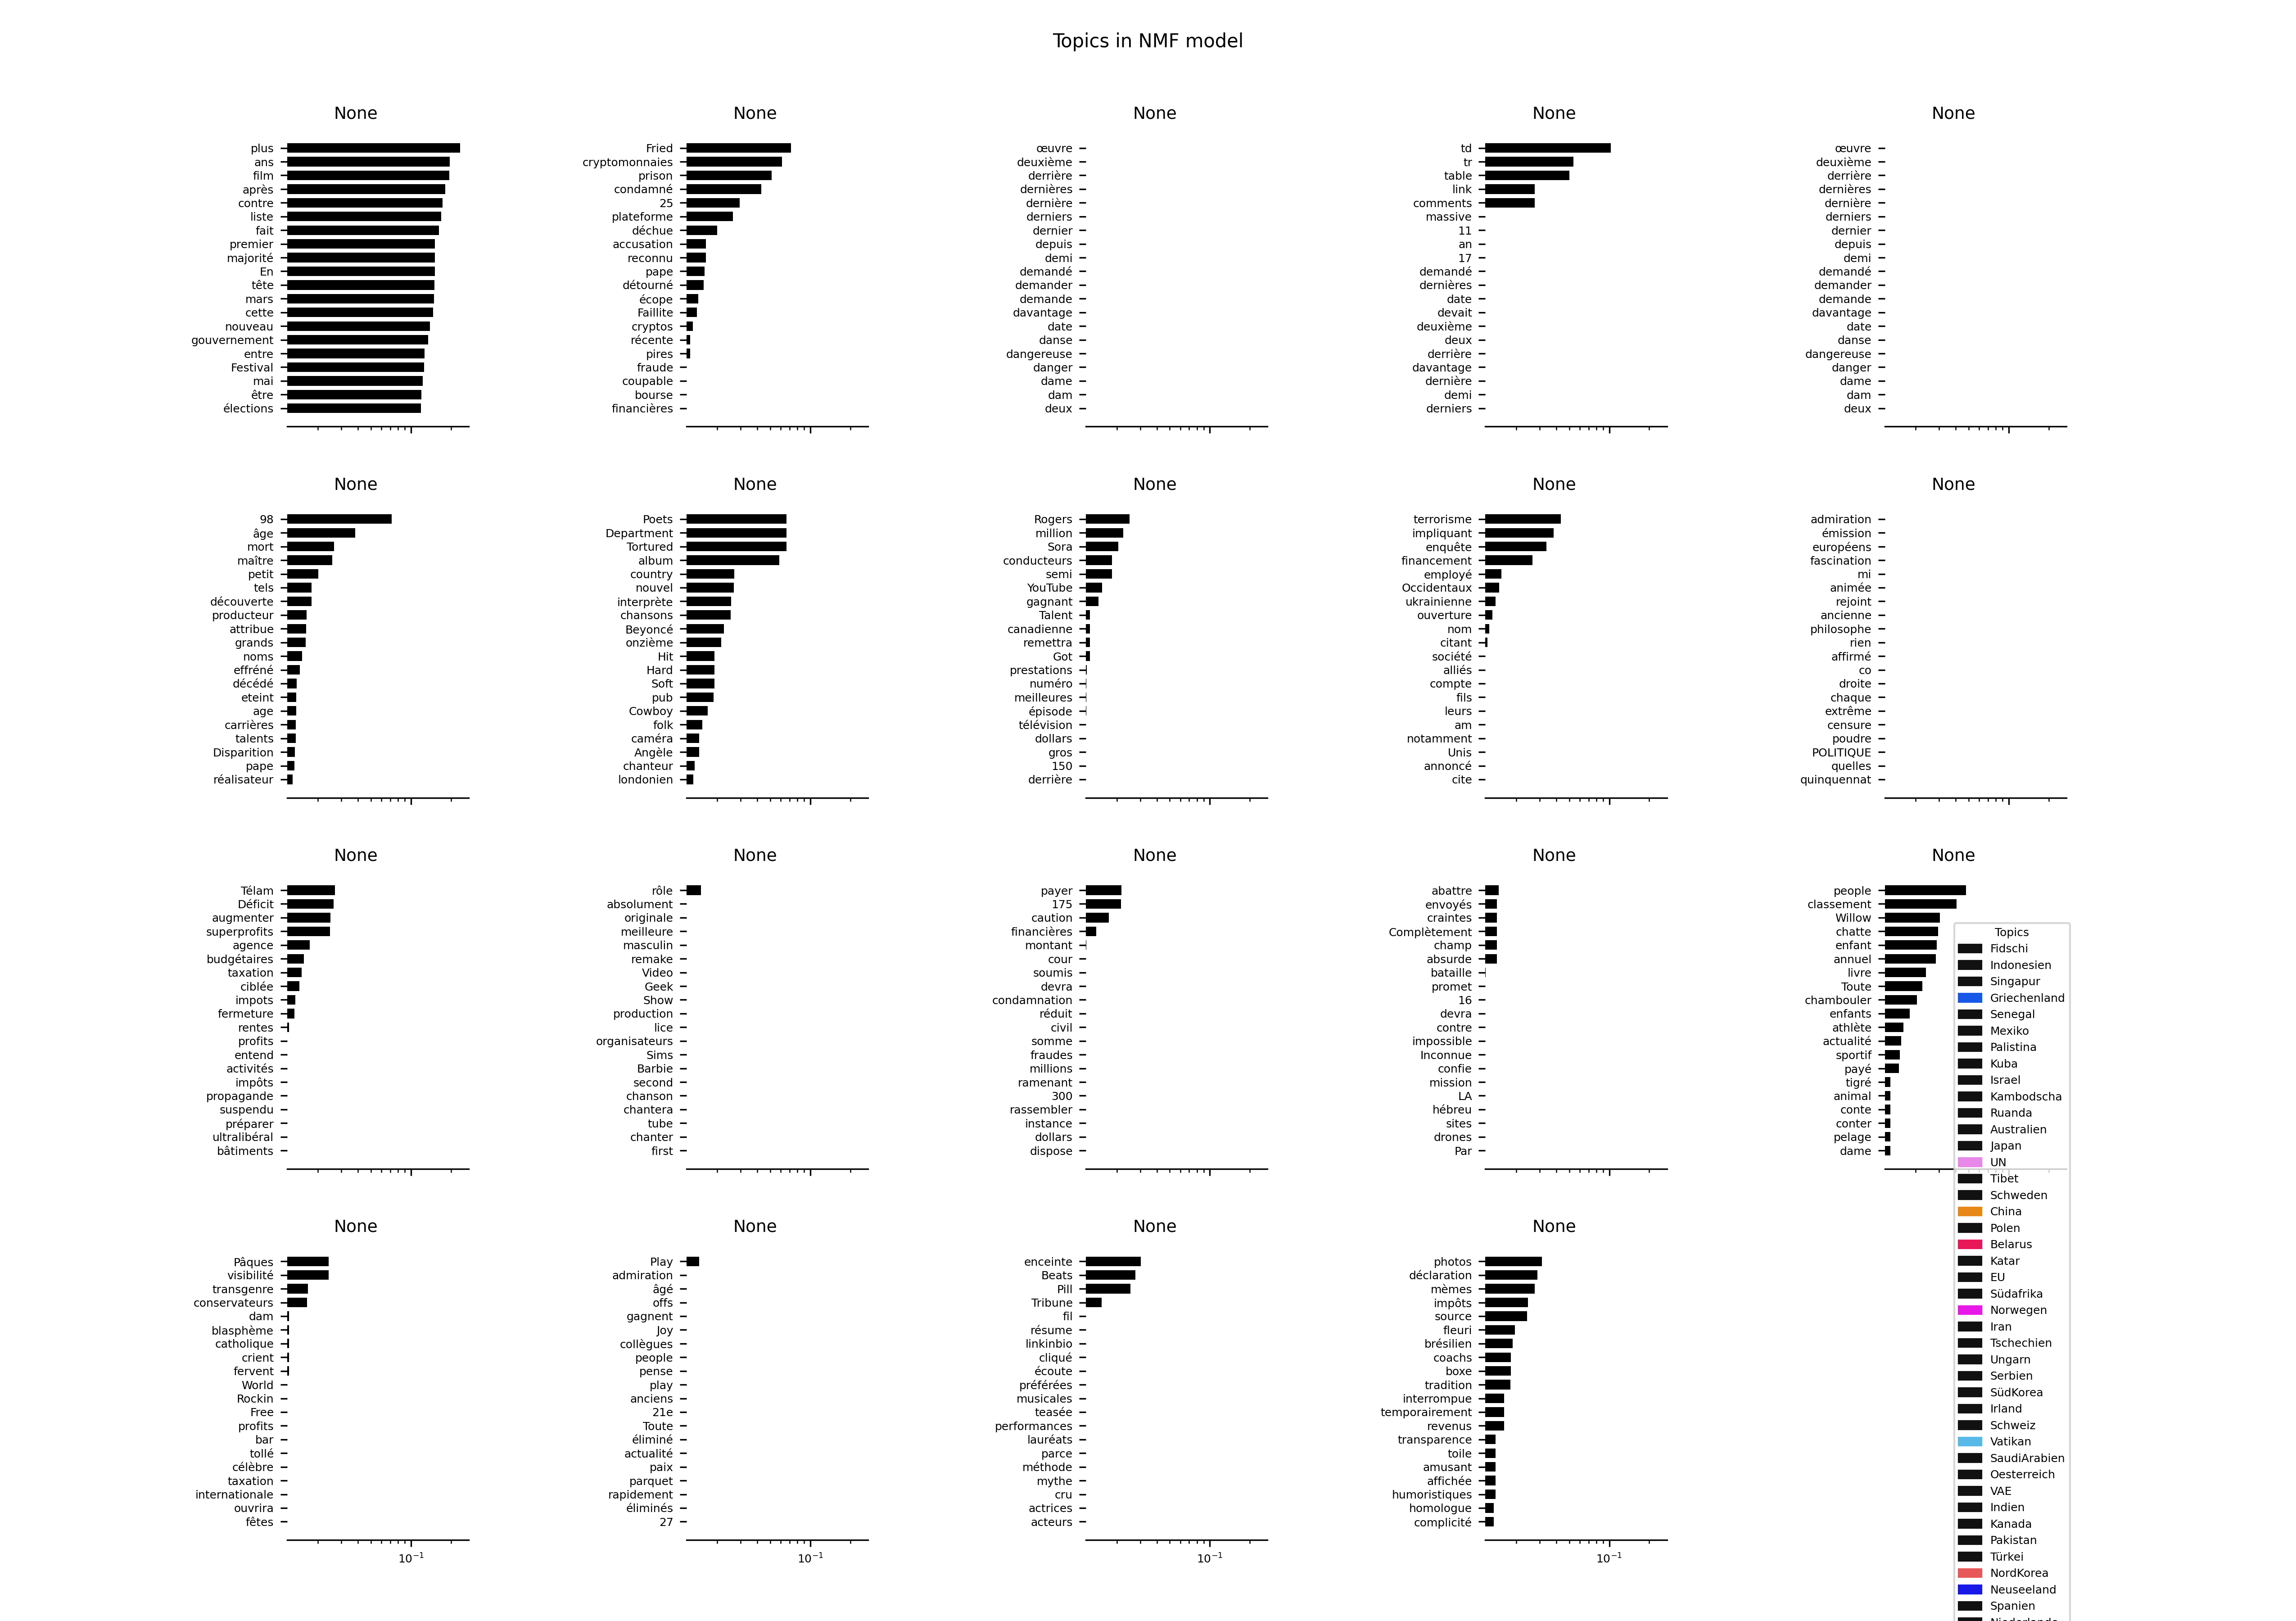 Topics in NMF model
None
plus
ans
film
après
contre
liste
fait
premier
majorité
En
tête
mars
cette
nouveau
gouvernement
entre
Festival
mai
être
élections
None
Fried
cryptomonnaies
prison
condamné
25
plateforme
déchue
accusation
reconnu
pape
détourné
écope
Faillite
cryptos
récente
pires
fraude
coupable
bourse
financières
None
œuvre
deuxième
derrière
dernières
dernière
derniers
dernier
depuis
demi
demandé
demander
demande
davantage
date
danse
dangereuse
danger
dame
dam
deux
None
td
tr
table
link
comments
massive
11
an
17
demandé
dernières
date
devait
deuxième
deux
derrière
davantage
dernière
demi
derniers
None
œuvre
deuxième
derrière
dernières
dernière
derniers
dernier
depuis
demi
demandé
demander
demande
davantage
date
danse
dangereuse
danger
dame
dam
deux
None
98
âge
mort
maître
petit
tels
découverte
producteur
attribue
grands
noms
effréné
décédé
eteint
age
carrières
talents
Disparition
pape
réalisateur
None
Poets
Department
Tortured
album
country
nouvel
interprète
chansons
Beyoncé
onzième
Hit
Hard
Soft
pub
Cowboy
folk
caméra
Angèle
chanteur
londonien
None
Rogers
million
Sora
conducteurs
semi
YouTube
gagnant
Talent
canadienne
remettra
Got
prestations
numéro
meilleures
épisode
télévision
dollars
gros
150
derrière
None
terrorisme
impliquant
enquête
financement
employé
Occidentaux
ukrainienne
ouverture
nom
citant
société
alliés
compte
fils
leurs
am
notamment
Unis
annoncé
cite
None
admiration
émission
européens
fascination
mi
animée
rejoint
ancienne
philosophe
rien
affirmé
co
droite
chaque
extrême
censure
poudre
POLITIQUE
quelles
quinquennat
None
Télam
Déficit
augmenter
superprofits
agence
budgétaires
taxation
ciblée
impots
fermeture
rentes
profits
entend
activités
impôts
propagande
suspendu
préparer
ultralibéral
bâtiments
None
rôle
absolument
originale
meilleure
masculin
remake
Video
Geek
Show
production
lice
organisateurs
Sims
Barbie
second
chanson
chantera
tube
chanter
first
None
payer
175
caution
financières
montant
cour
soumis
devra
condamnation
réduit
civil
somme
fraudes
millions
ramenant
300
rassembler
instance
dollars
dispose
None
abattre
envoyés
craintes
Complètement
champ
absurde
bataille
promet
16
devra
contre
impossible
Inconnue
confie
mission
LA
hébreu
sites
drones
Par
None
people
classement
Willow
chatte
enfant
annuel
livre
Toute
chambouler
enfants
athlète
actualité
sportif
payé
tigré
animal
conte
conter
pelage
dame
None
Pâques
visibilité
transgenre
conservateurs
dam
blasphème
catholique
crient
fervent
World
Rockin
Free
profits
bar
tollé
célèbre
taxation
internationale
ouvrira
fêtes
10⁻¹
None
Play
admiration
âgé
offs
gagnent
Joy
collègues
people
pense
play
anciens
21e
Toute
éliminé
actualité
paix
parquet
rapidement
éliminés
27
10⁻¹
None
enceinte
Beats
Pill
Tribune
fil
résume
linkinbio
cliqué
écoute
préférées
musicales
teasée
performances
lauréats
parce
méthode
mythe
cru
actrices
acteurs
10⁻¹
None
photos
déclaration
mèmes
impôts
source
fleuri
brésilien
coachs
boxe
tradition
interrompue
temporairement
revenus
transparence
toile
amusant
affichée
humoristiques
homologue
complicité
10⁻¹
Topics
Fidschi
Indonesien
Singapur
Griechenland
Senegal
Mexiko
Palistina
Kuba
Israel
Kambodscha
Ruanda
Australien
Japan
UN
Tibet
Schweden
China
Polen
Belarus
Katar
EU
Südafrika
Norwegen
Iran
Tschechien
Ungarn
Serbien
SüdKorea
Irland
Schweiz
Vatikan
SaudiArabien
Oesterreich
VAE
Indien
Kanada
Pakistan
Türkei
NordKorea
Neuseeland
Spanien